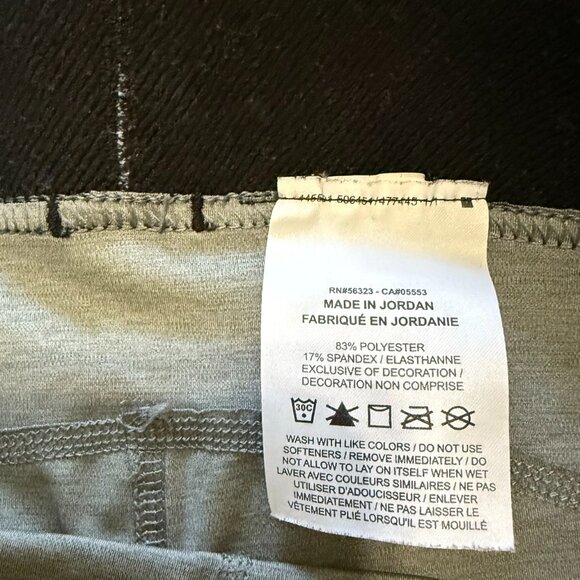 RN#56323 - CA#05553
MADE IN JORDAN
FABRIQUÉ EN JORDANIE
83% POLYESTER
17% SPANDEX / ELASTHANNE
EXCLUSIVE OF DECORATION /
DECORATION NON COMPRISE
30C
WASH WITH LIKE COLORS / DO NOT USE
SOFTENERS / REMOVE IMMEDIATELY / DO
NOT ALLOW TO LAY ON ITSELF WHEN WET
LAVER AVEC COULEURS SIMILAIRES / NE PAS
UTILISER D'ADOUCISSEUR / ENLEVER
IMMEDIATEMENT / NE PAS LAISSER LE
VÊTEMENT PLIÉ LORSQU'IL EST MOUILLÉ